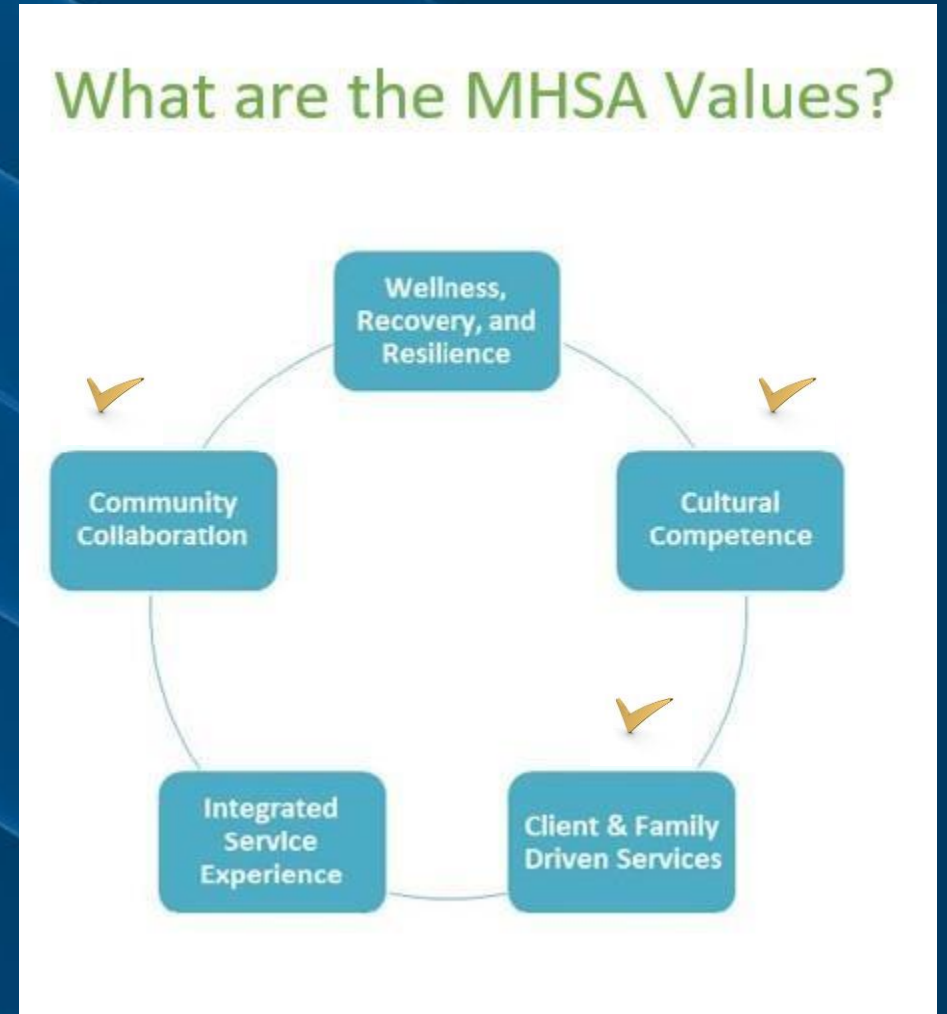 What are the MHSA Values?
Wellness,
Recovery, and
Resilience
Community
Collaboration
Cultural
Competence
Integrated
Service
Experience
Client & Family
Driven Services